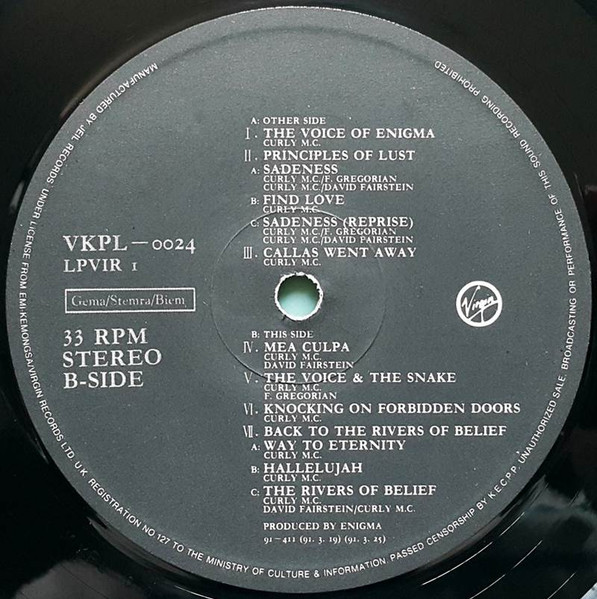 MANUFACTURED BY JEIL RECORDS UNDER LICENSE FROM EMI-KEMONGSA/VIRGIN RECORDS LTD. U.K. REGISTRATION NO.127 TO THE MINISTRY OF CULTURE & INFORMATION. PASSED CENSORSHIP BY K.E.C.P.P. UNAUTHORIZED SALE, BROADCASTING OR PERFORMANCE OF THIS SOUND RECORDING PROHIBITED
VKPL-0024
LPVIR 1
Gema/Stemra/Biem
33 RPM
STEREO
B-SIDE
A: OTHER SIDE
I. THE VOICE OF ENIGMA
CURLY M.C.
II. PRINCIPLES OF LUST
A: SADENESS
CURLY M.C./F. GREGORIAN
CURLY M.C./DAVID FAIRSTEIN
B: FIND LOVE
CURLY M.C.
C: SADENESS (REPRISE)
CURLY M.C./F. GREGORIAN
CURLY M.C./DAVID FAIRSTEIN
III. CALLAS WENT AWAY
CURLY M.C.
Virgin
B: THIS SIDE
IV. MEA CULPA
CURLY M.C.
DAVID FAIRSTEIN
V. THE VOICE & THE SNAKE
CURLY M.C.
F. GREGORIAN
VI. KNOCKING ON FORBIDDEN DOORS
CURLY M.C.
VII. BACK TO THE RIVERS OF BELIEF
A: WAY TO ETERNITY
CURLY M.C.
B: HALLELUJAH
CURLY M.C.
C: THE RIVERS OF BELIEF
CURLY M.C.
DAVID FAIRSTEIN/CURLY M.C.
PRODUCED BY ENIGMA
91-411 (91. 3. 19) (91. 3. 25)